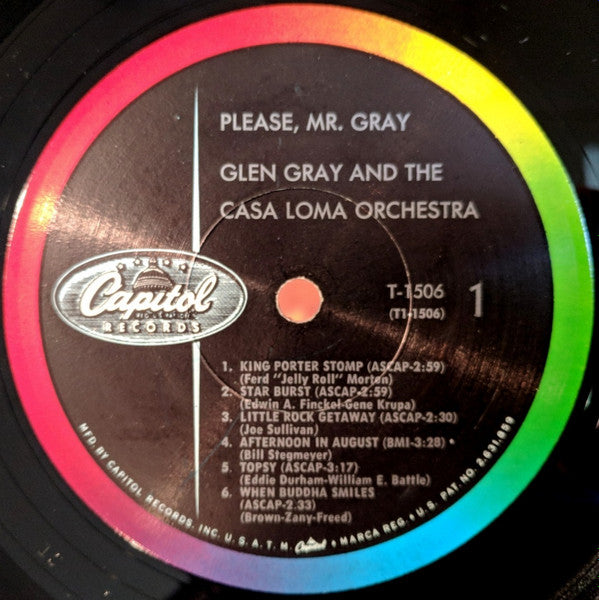 PLEASE, MR. GRAY
GLEN GRAY AND THE
CASA LOMA ORCHESTRA
Capitol
RECORDS
T-1506
(T1-1506)
1
1. KING PORTER STOMP (ASCAP-2:59)
(Ferd "Jelly Roll" Morton)
2. STAR BURST (ASCAP-2:59)
(Edwin A. Finckel-Gene Krupa)
3. LITTLE ROCK GETAWAY (ASCAP-2:30)
(Joe Sullivan)
4. AFTERNOON IN AUGUST (BMI-3:28)
(Bill Stegmeyer)
5. TOPSY (ASCAP-3:17)
(Eddie Durham-William E. Battle)
6. WHEN BUDDHA SMILES
(ASCAP-2.33)
(Brown-Zany-Freed)
MFD. BY CAPITOL RECORDS, INC. U.S.A. T.M. Capitol • MARCA REG. • U.S. PAT. NO. 2,631,859